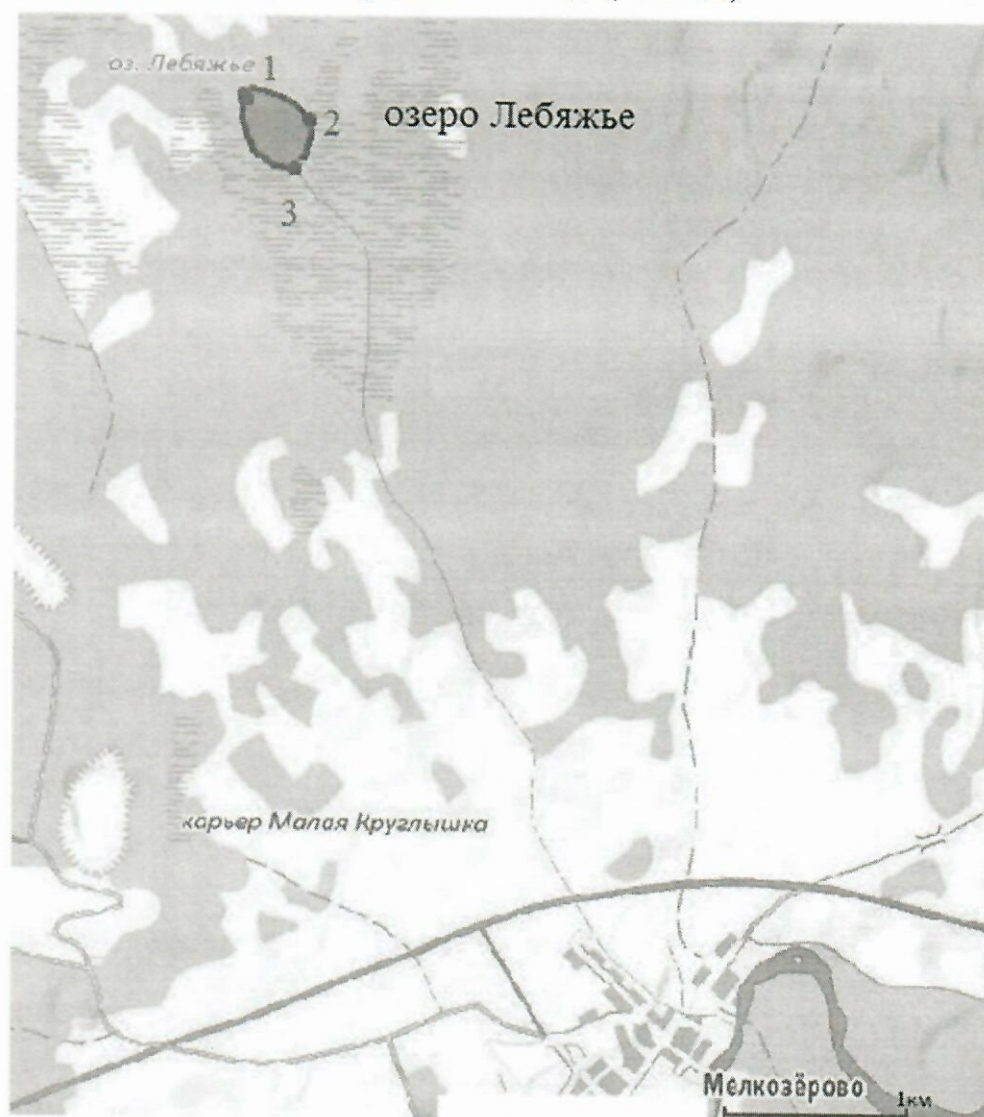 оз. Лебяжье 1
2 озеро Лебяжье
3
карьер Малая Круглышка
Мелкозёрово
1км